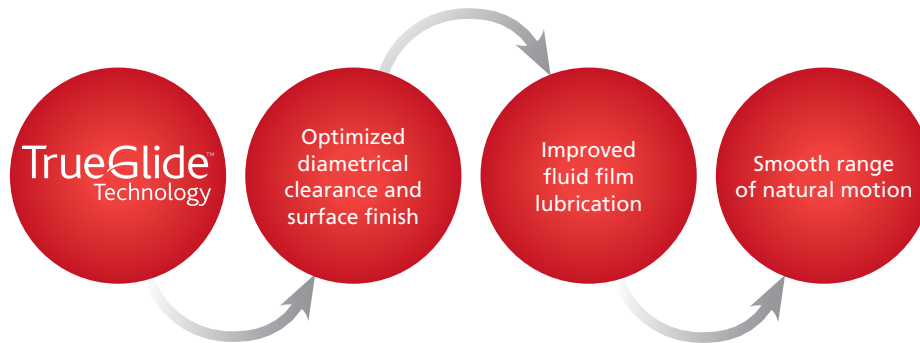 TrueGlide™
Technology
Optimized
diametrical
clearance and
surface finish
Improved
fluid film
lubrication
Smooth range
of natural motion